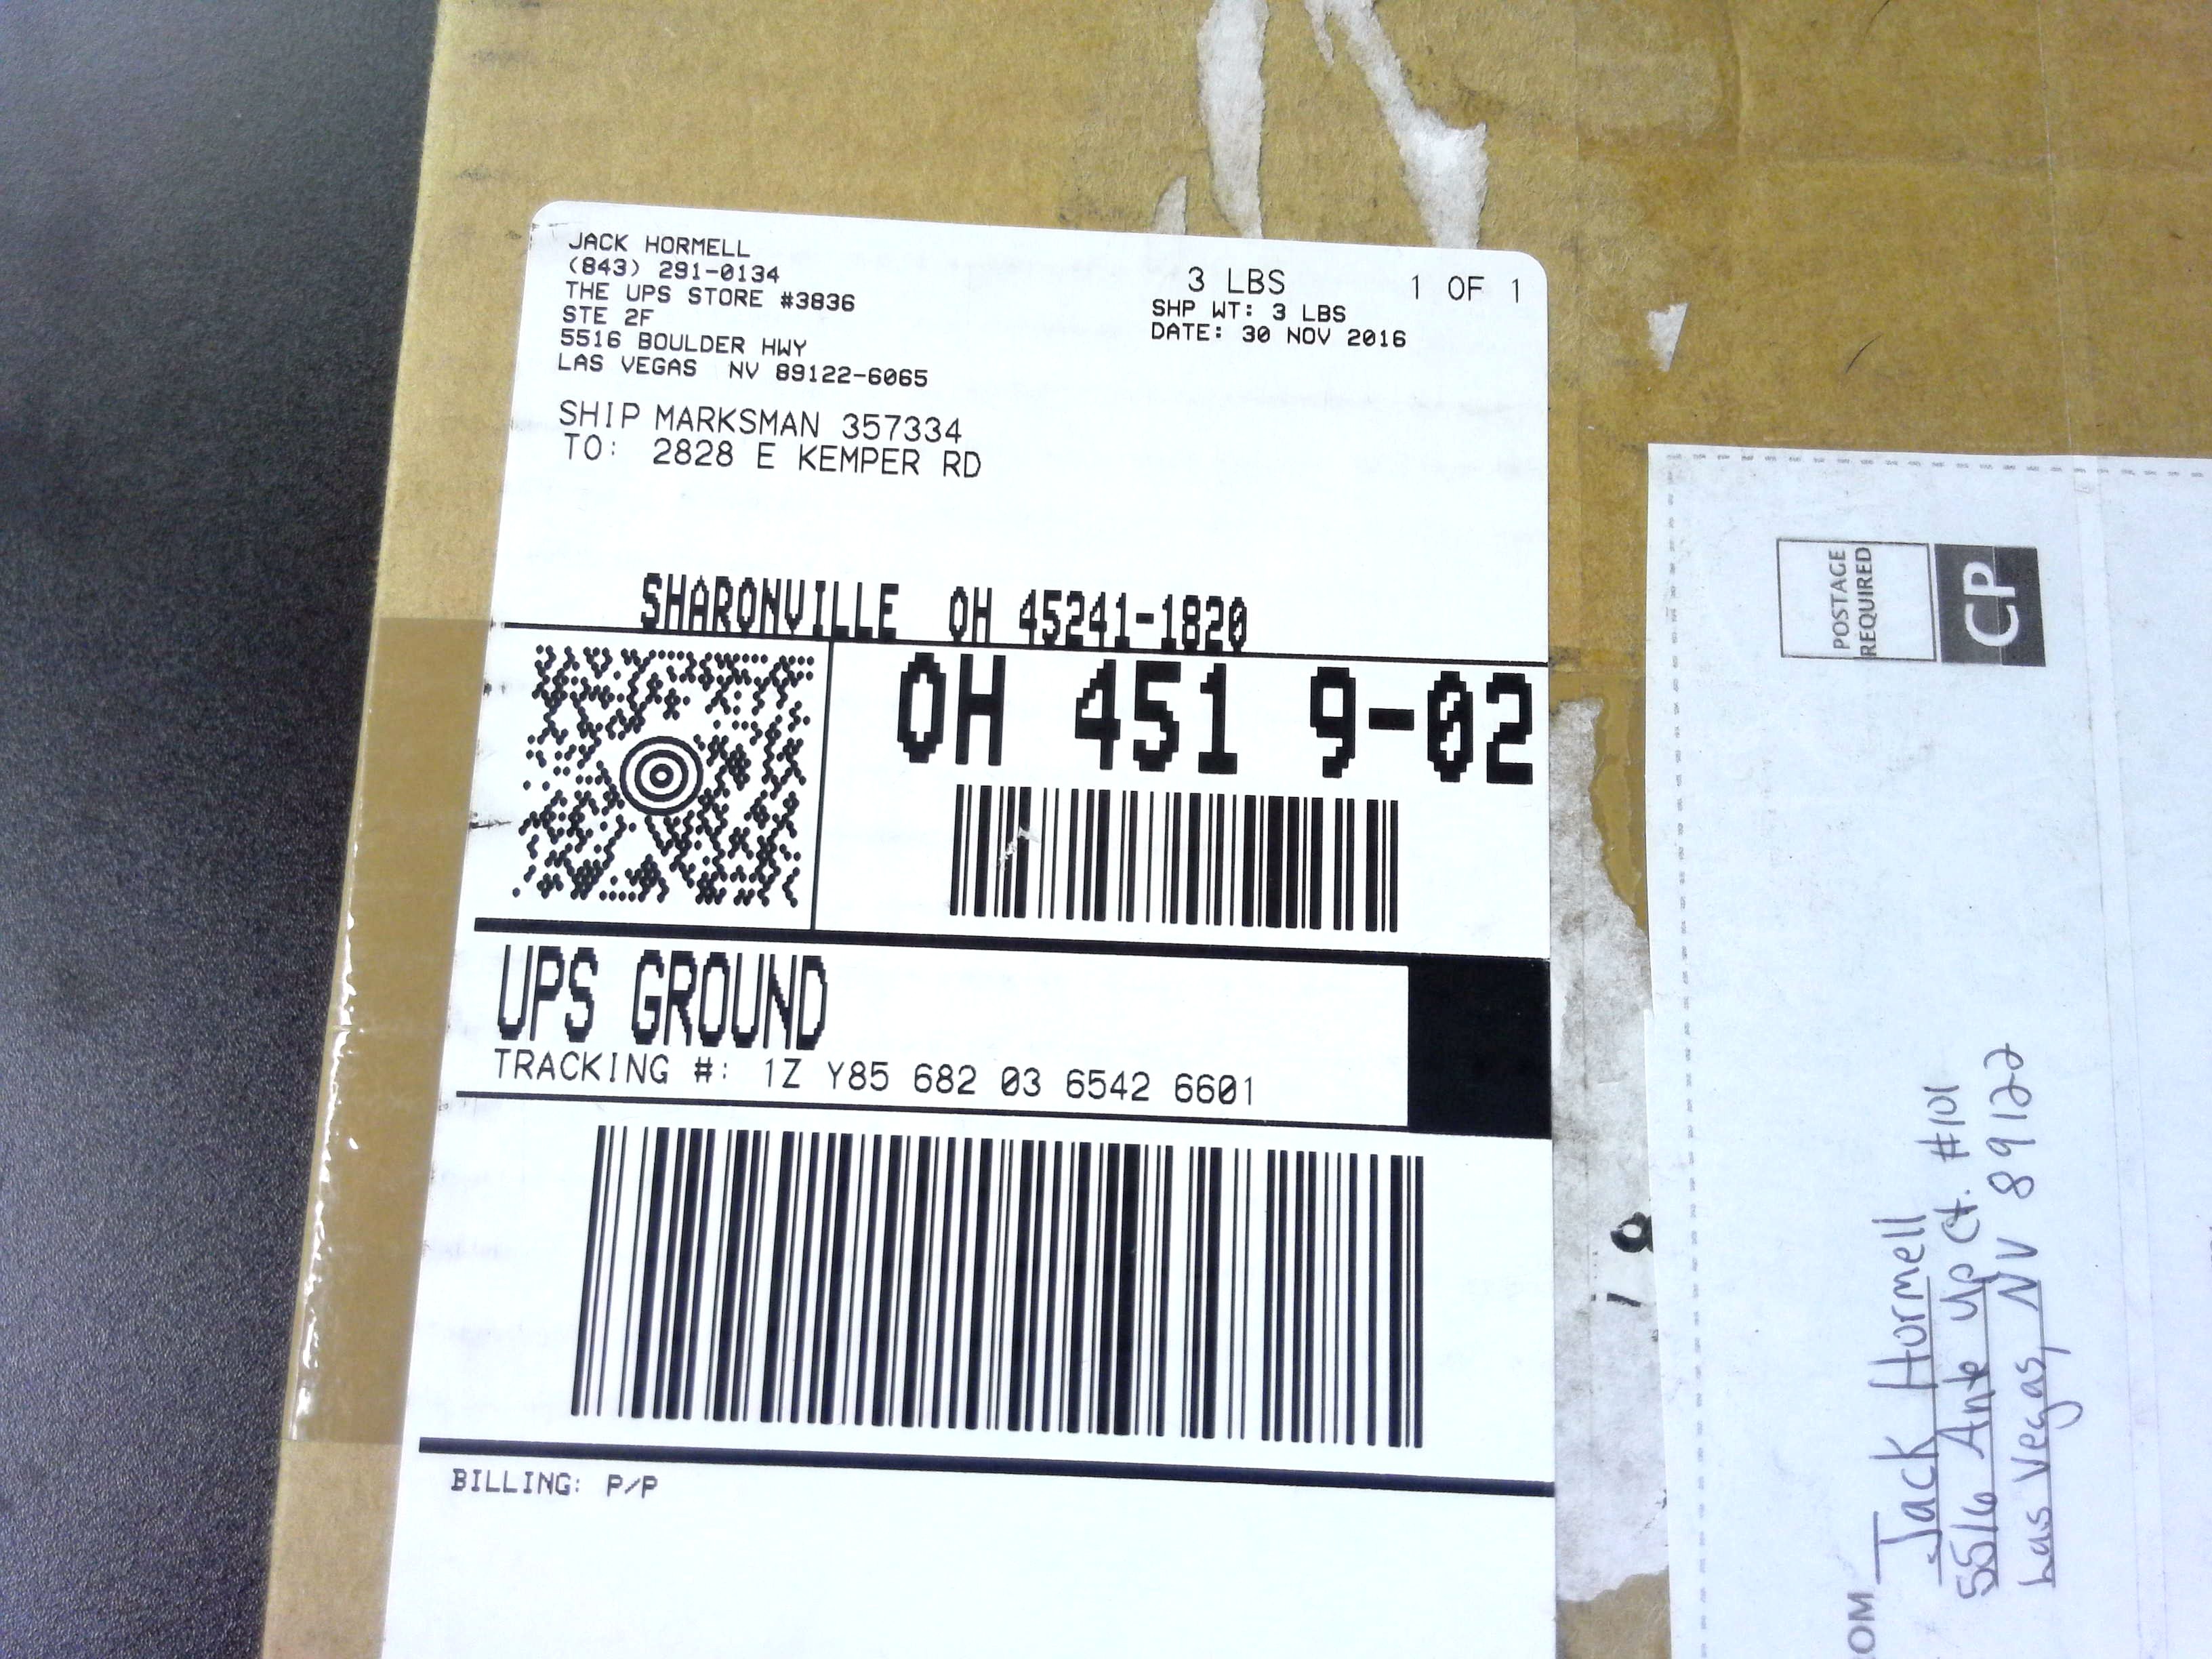 JACK HORMELL
(843) 291-0134
THE UPS STORE #3836
STE 2F
5516 BOULDER HWY
LAS VEGAS NV 89122-6065
3 LBS 1 OF 1
SHP WT: 3 LBS
DATE: 30 NOV 2016
SHIP MARKSMAN 357334
TO: 2828 E KEMPER RD
SHARONVILLE OH 45241-1820
OH 451 9-02
UPS GROUND
TRACKING #: 1Z Y85 682 03 6542 6601
BILLING: P/P
POSTAGE
REQUIRED
CP
OM Jack Hormell
5516 Ante Up Ct. #101
Las Vegas, NV 89122